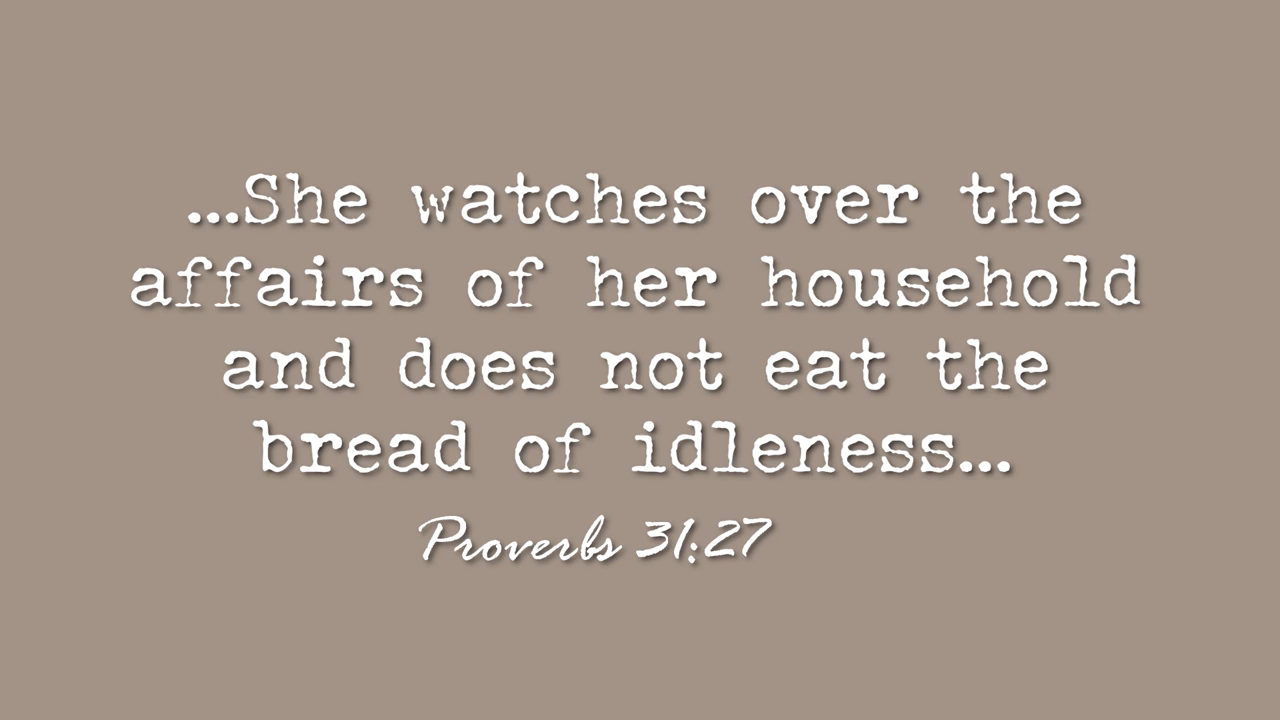 ...She watches over the
affairs of her household
and does not eat the
bread of idleness...
Proverbs 31:27